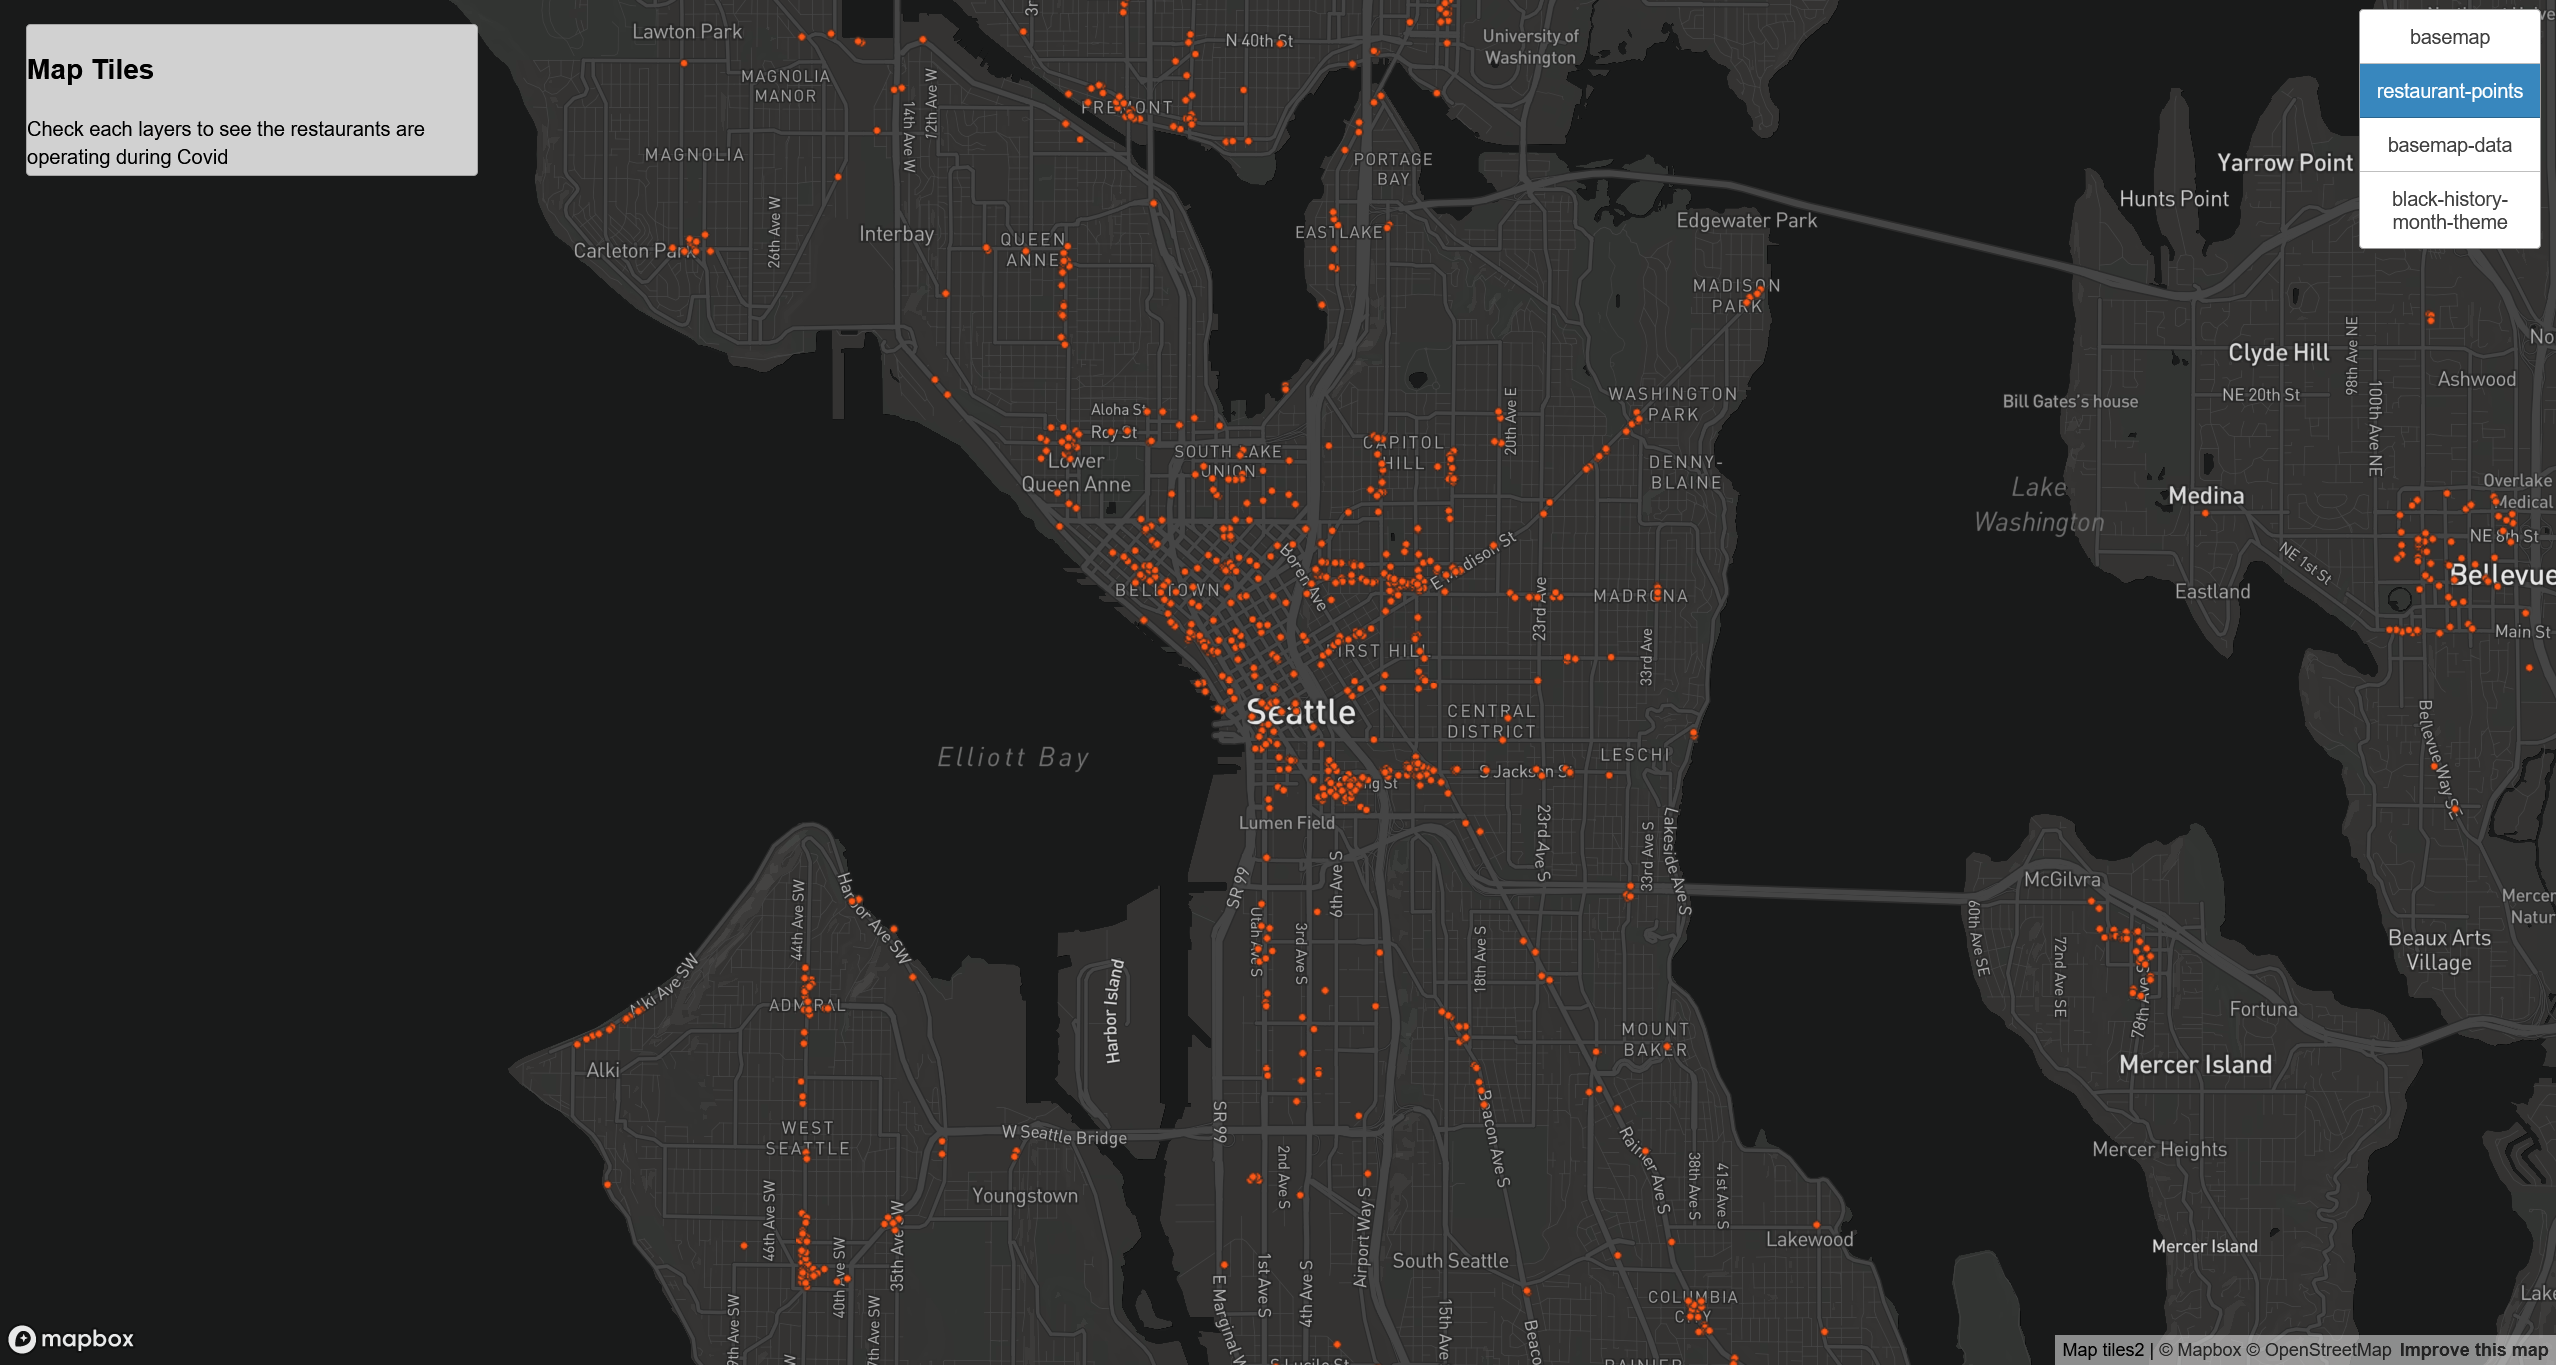 Map Tiles
Check each layers to see the restaurants are
operating during Covid
basemap
restaurant-points
basemap-data
black-history-
month-theme
Lawton Park
MAGNOLIA
MANOR
14th Ave W
12th Ave W
MAGNOLIA
26th Ave W
Carleton Park
Interbay
QUEEN
ANNE
FREMONT
N 40th St
University of
Washington
PORTAGE
BAY
EASTLAKE
Edgewater Park
MADISON
PARK
Hunts Point
Yarrow Point
Clyde Hill
98th Ave NE
100th Ave NE
NE 20th St
Ashwood
Bill Gates's house
Aloha St
Roy St
Lower
Queen Anne
SOUTH LAKE
UNION
CAPITOL
HILL
20th Ave E
WASHINGTON
PARK
DENNY-
BLAINE
Lake
Washington
Medina
Overlake
Medical
NE 8th St
NE 1st St
Bellevue
Eastland
Main St
BELLTOWN
Boren Ave
E Madison St
23rd Ave
MADRONA
33rd Ave
FIRST HILL
Seattle
CENTRAL
DISTRICT
LESCHI
Elliott Bay
S Jackson St
Lumen Field
Bellevue Way SE
23rd Ave S
33rd Ave S
Lakeside Ave S
SR 99
6th Ave S
Utah Ave S
3rd Ave S
18th Ave S
McGilvra
60th Ave SE
72nd Ave SE
78th Ave S
Fortuna
Mercer Island
Mercer
Natur
Beaux Arts
Village
44th Ave SW
Harbor Ave SW
Alki Ave SW
ADMIRAL
Alki
Harbor Island
MOUNT
BAKER
WEST
SEATTLE
W Seattle Bridge
SR 99
Beacon Ave S
Rainier Ave S
38th Ave S
41st Ave S
Mercer Heights
Youngstown
46th Ave SW
40th Ave SW
35th Ave W
2nd Ave S
1st Ave S
4th Ave S
Airport Way S
South Seattle
Lakewood
Mercer Island
COLUMBIA
CITY
E Marginal W
15th Ave
Beaco
S Lucile St
RAINIER
mapbox
Map tiles2 | © Mapbox © OpenStreetMap Improve this map